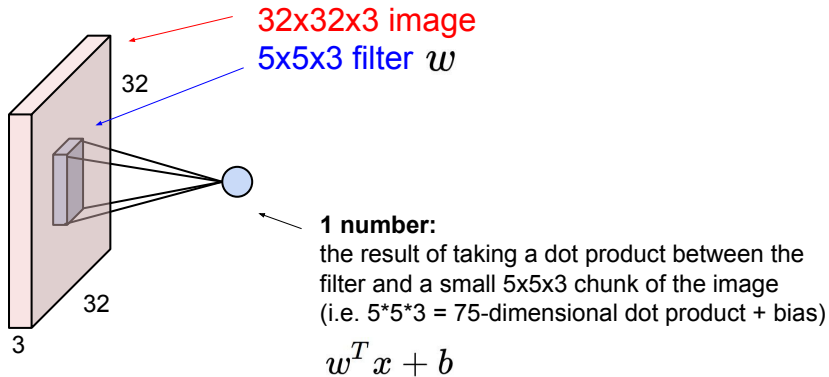 32x32x3 image
5x5x3 filter w
32
32
3
1 number:
the result of taking a dot product between the
filter and a small 5x5x3 chunk of the image
(i.e. 5*5*3 = 75-dimensional dot product + bias)
w^T x + b